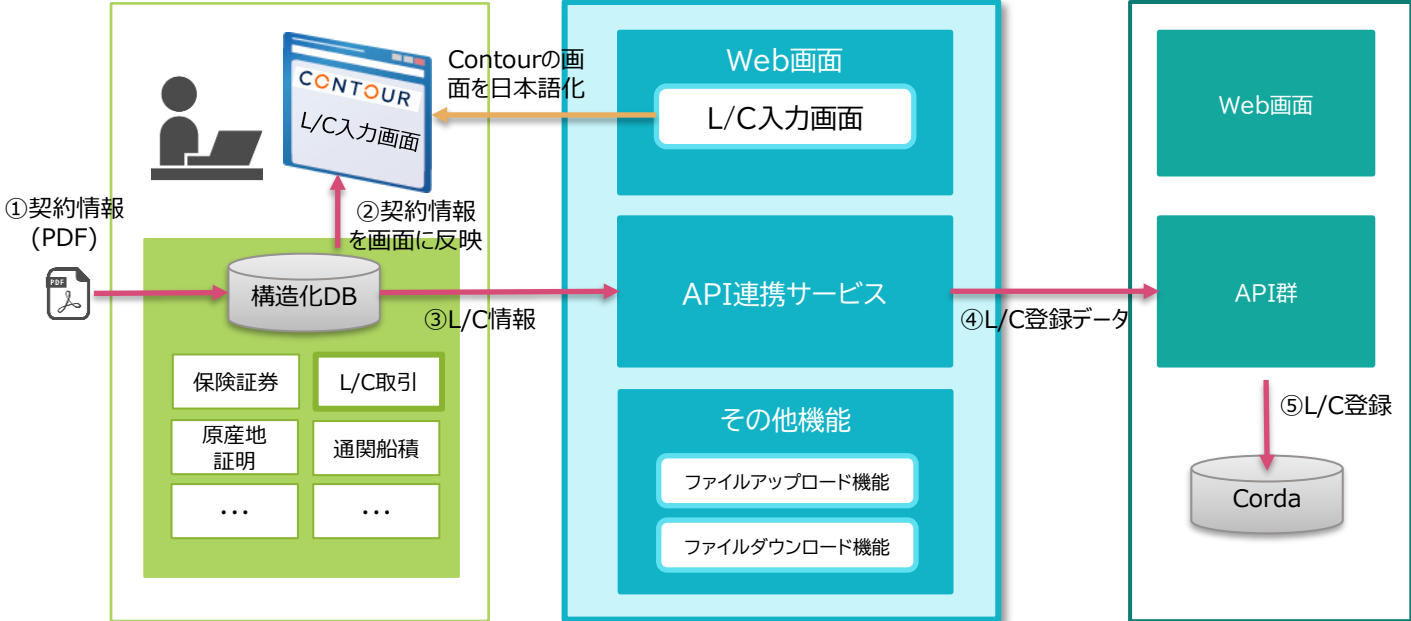 ①契約情報
(PDF)
PDF
CONTOUR
L/C入力画面
Contourの画
面を日本語化
②契約情報
を画面に反映
構造化DB
③L/C情報
保険証券
L/C取引
原産地
証明
通関船積
…
…
Web画面
L/C入力画面
API連携サービス
④L/C登録データ
その他機能
ファイルアップロード機能
ファイルダウンロード機能
Web画面
API群
⑤L/C登録
Corda